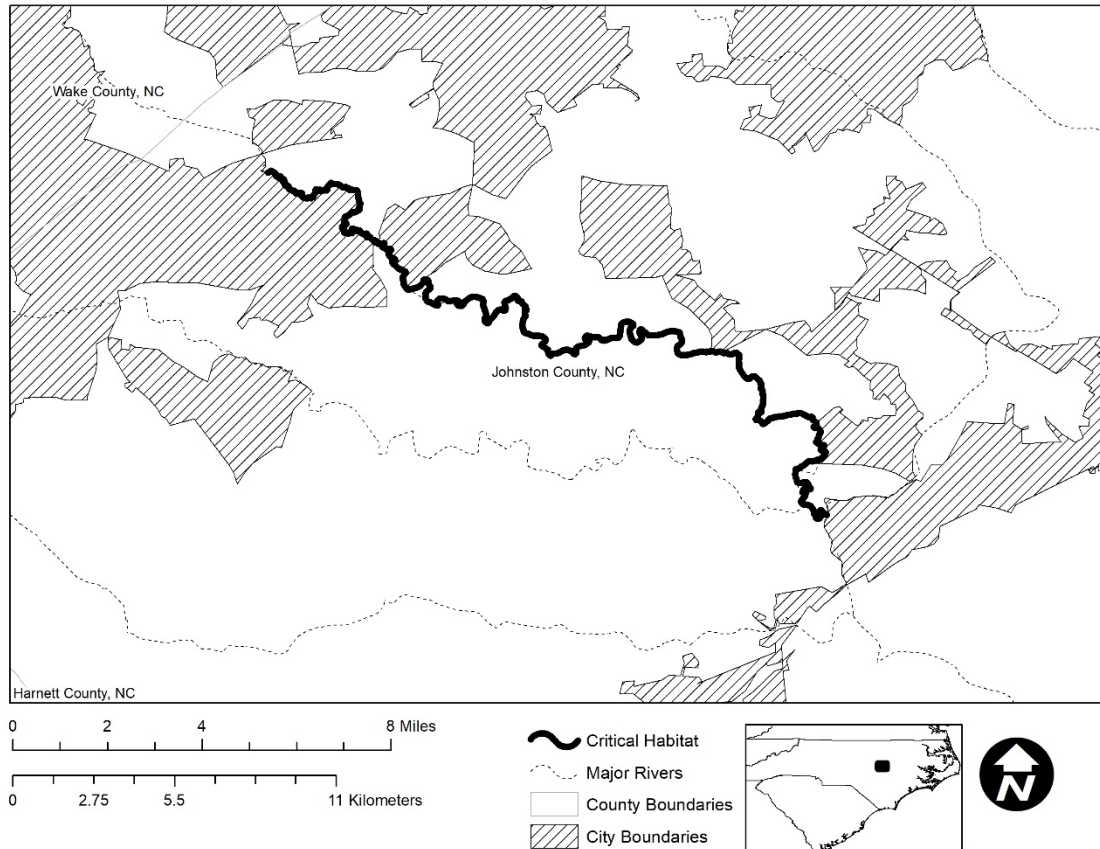 Wake County, NC
Johnston County, NC
Harnett County, NC
0 2 4 8 Miles
0 2.75 5.5 11 Kilometers
Critical Habitat
Major Rivers
County Boundaries
City Boundaries
N